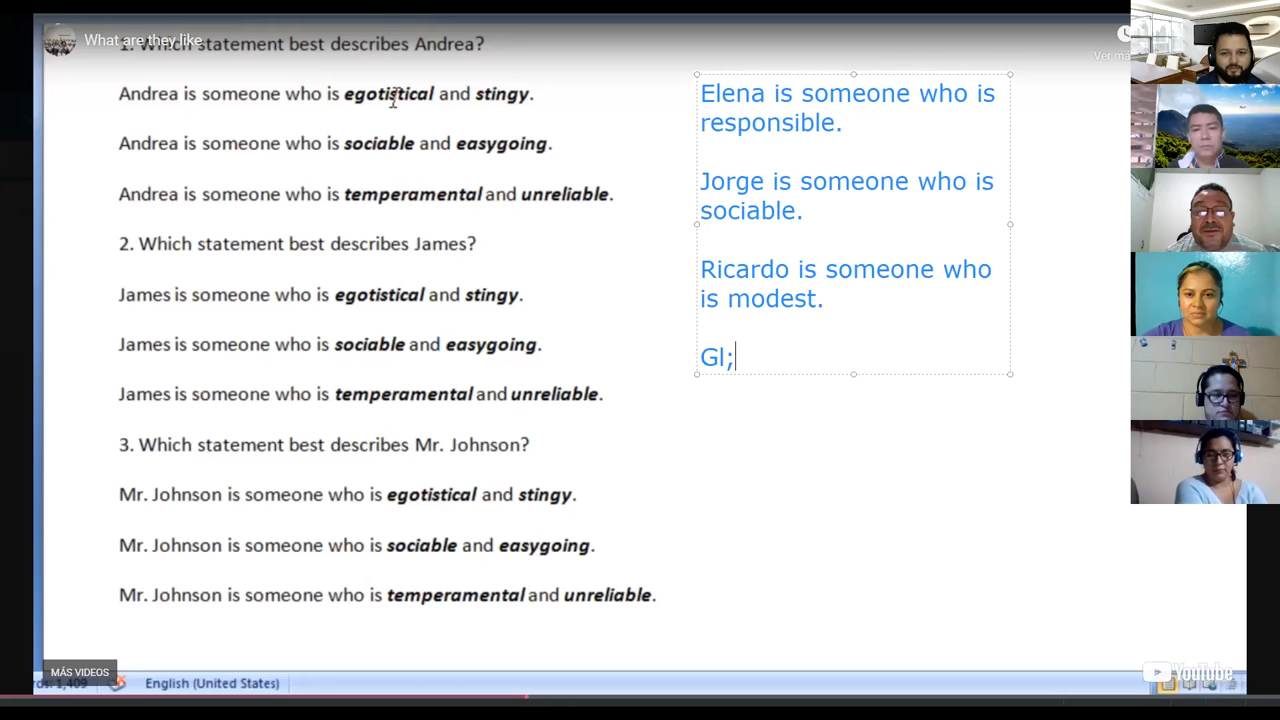 What are they like
statement best describes Andrea?
Ver má
Andrea is someone who is egotistical and stingy.
Andrea is someone who is sociable and easygoing.
Andrea is someone who is temperamental and unreliable.
2. Which statement best describes James?
James is someone who is egotistical and stingy.
James is someone who is sociable and easygoing.
James is someone who is temperamental and unreliable.
3. Which statement best describes Mr. Johnson?
Mr. Johnson is someone who is egotistical and stingy.
Mr. Johnson is someone who is sociable and easygoing.
Mr. Johnson is someone who is temperamental and unreliable.
Elena is someone who is
responsible.
Jorge is someone who is
sociable.
Ricardo is someone who
is modest.
Gl;
MÁS VIDEOS
1,409
English (United States)
YouTube